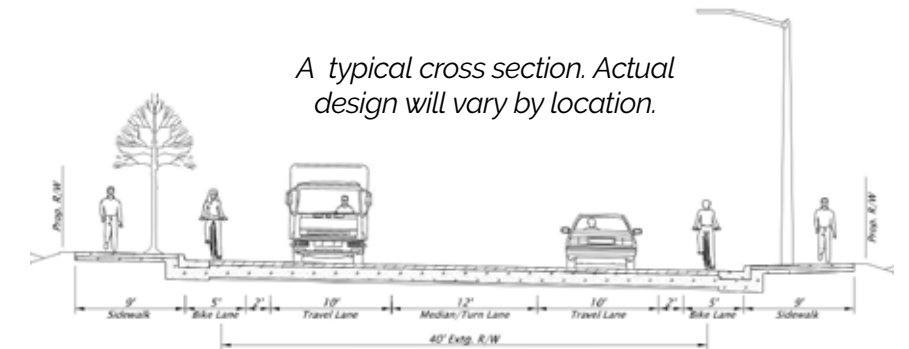 A typical cross section. Actual
design will vary by location.
Prop. R/W
Prop. R/W
9' 5' 2' 10' 12' 10' 2' 5' 9'
Sidewalk Bike Lane Travel Lane Median/Turn Lane Travel Lane Bike Lane Sidewalk
40' Extg. R/W